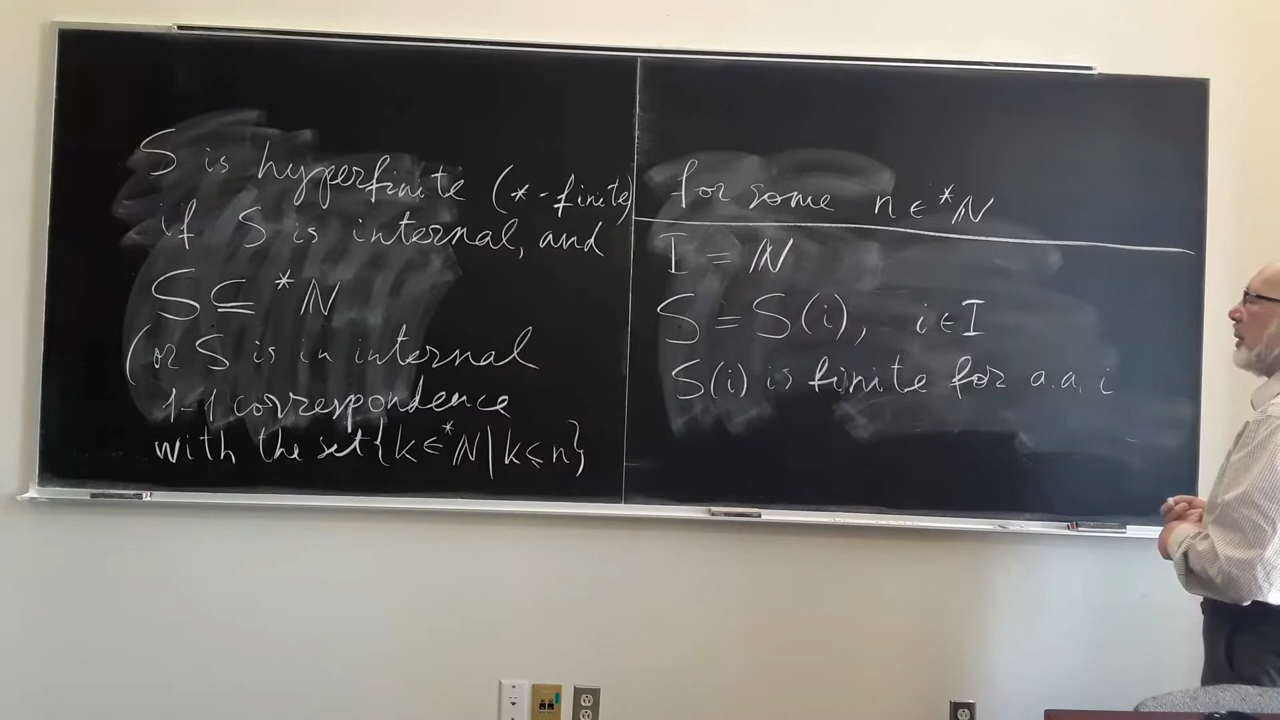 S is hyperfinite (*-finite)
if S is internal, and
S ⊆ *ℕ
(or S is in internal
1-1 correspondence
with the set {k ∈ *ℕ | k ≤ n}
for some n ∈ *ℕ
I = ℕ
S = S(i), i ∈ I
S(i) is finite for a.a. i